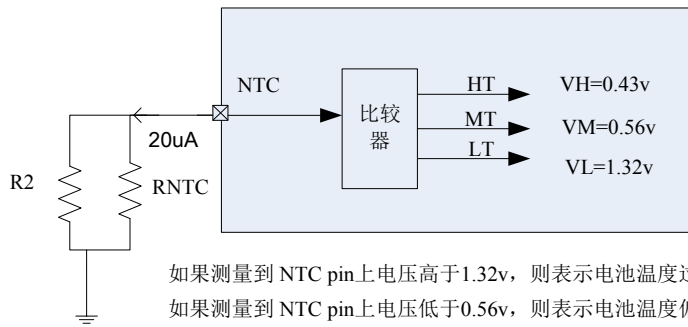 NTC
HT
VH=0.43v
比较器
MT
VM=0.56v
20uA
LT
VL=1.32v
R2
RNTC
如果测量到 NTC pin上电压高于1.32v，则表示电池温度过
如果测量到 NTC pin上电压低于0.56v，则表示电池温度偏